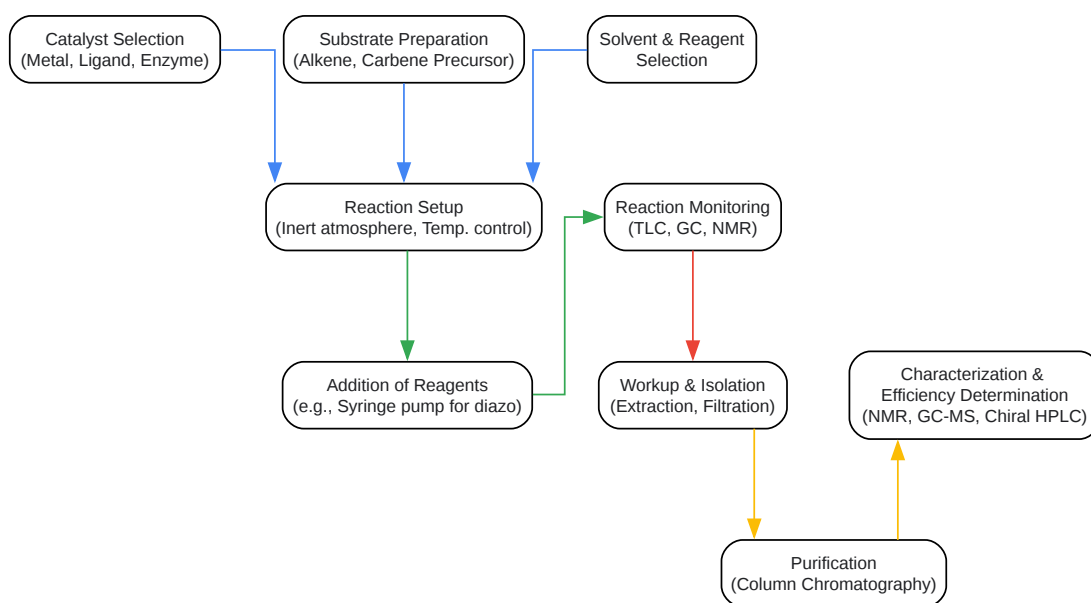 Catalyst Selection
(Metal, Ligand, Enzyme)
Substrate Preparation
(Alkene, Carbene Precursor)
Solvent & Reagent
Selection
Reaction Setup
(Inert atmosphere, Temp. control)
Reaction Monitoring
(TLC, GC, NMR)
Addition of Reagents
(e.g., Syringe pump for diazo)
Workup & Isolation
(Extraction, Filtration)
Characterization &
Efficiency Determination
(NMR, GC-MS, Chiral HPLC)
Purification
(Column Chromatography)